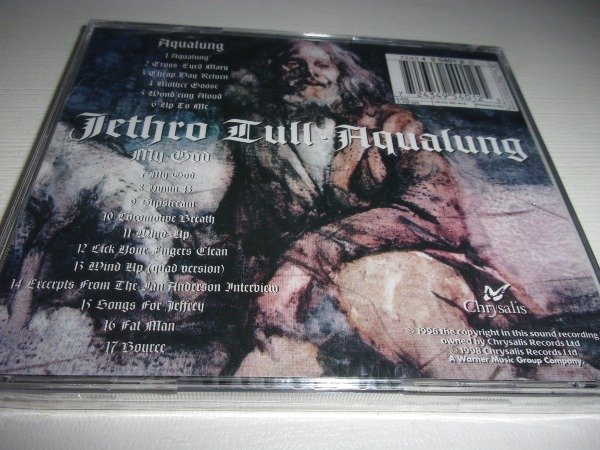 Aqualung
1 Aqualung
2 Cross-Eyed Mary
3 Cheap Day Return
4 Mother Goose
5 Wond'ring Aloud
6 Up To Me
Jethro Tull · Aqualung
My God
7 My God
8 Hymn 43
9 Slipstream
10 Locomotive Breath
11 Wind-Up
12 Lick Your Fingers Clean
13 Wind Up (quad version)
14 Excerpts From The Ian Anderson Interview
15 Songs For Jeffrey
16 Fat Man
17 Bouree
7 24349 54012
Chrysalis
© 1996 the copyright in this sound recording
owned by Chrysalis Records Ltd
1998 Chrysalis Records Ltd.
A Warner Music Group Company.